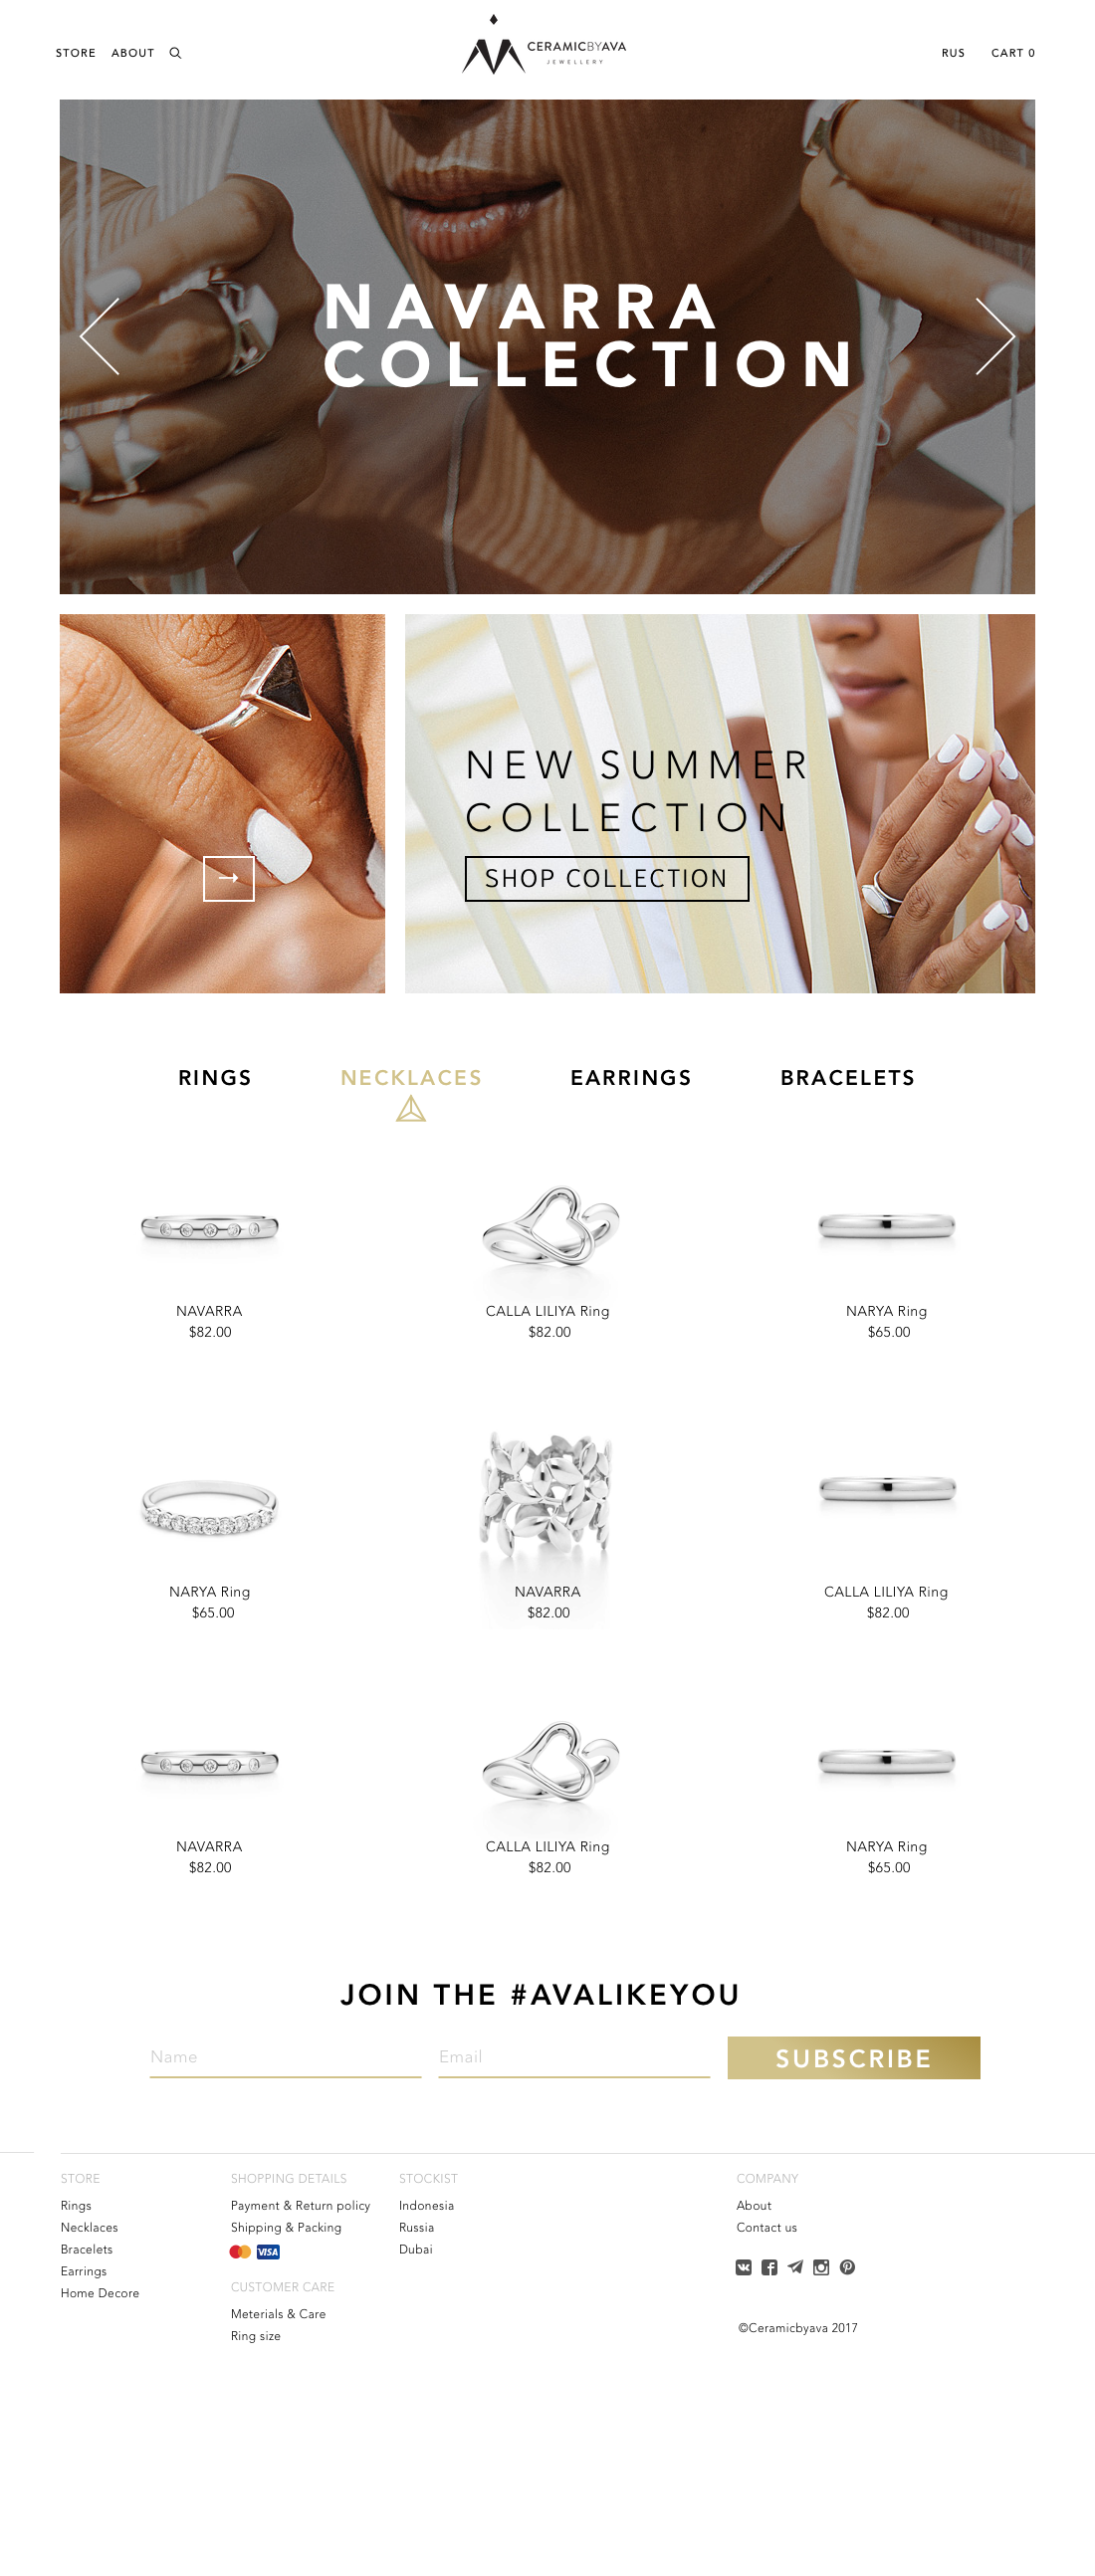 STORE ABOUT
CERAMICBYAVA
JEWELLERY
RUS CART 0
NAVARRA
COLLECTION
NEW SUMMER
COLLECTION
SHOP COLLECTION
RINGS NECKLACES EARRINGS BRACELETS
NAVARRA
$82.00
CALLA LILIYA Ring
$82.00
NARYA Ring
$65.00
NARYA Ring
$65.00
NAVARRA
$82.00
CALLA LILIYA Ring
$82.00
NAVARRA
$82.00
CALLA LILIYA Ring
$82.00
NARYA Ring
$65.00
JOIN THE #AVALIKEYOU
Name
Email
SUBSCRIBE
STORE
Rings
Necklaces
Bracelets
Earrings
Home Decore
SHOPPING DETAILS
Payment & Return policy
Shipping & Packing
VISA
CUSTOMER CARE
Meterials & Care
Ring size
STOCKIST
Indonesia
Russia
Dubai
COMPANY
About
Contact us
©Ceramicbyava 2017